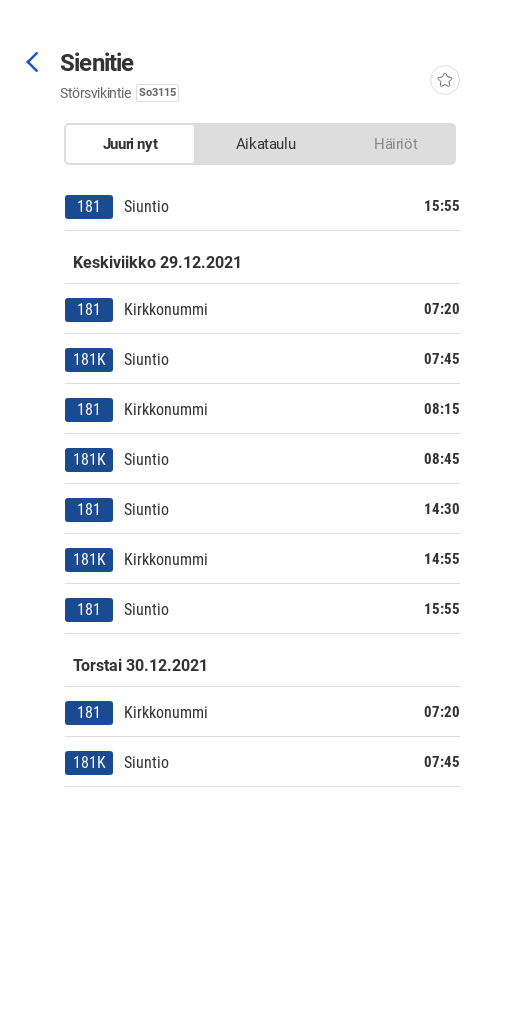 Sienitie
Störsvikintie So3115
Juuri nyt Aikataulu Häiriöt
181 Siuntio 15:55
Keskiviikko 29.12.2021
181 Kirkkonummi 07:20
181K Siuntio 07:45
181 Kirkkonummi 08:15
181K Siuntio 08:45
181 Siuntio 14:30
181K Kirkkonummi 14:55
181 Siuntio 15:55
Torstai 30.12.2021
181 Kirkkonummi 07:20
181K Siuntio 07:45